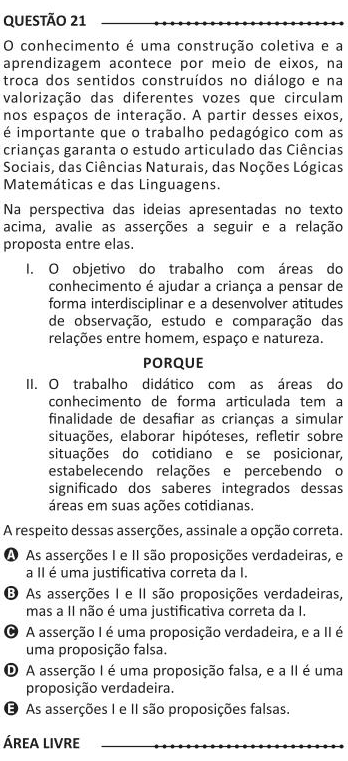 QUESTÃO 21
O conhecimento é uma construção coletiva e a
aprendizagem acontece por meio de eixos, na
troca dos sentidos construídos no diálogo e na
valorização das diferentes vozes que circulam
nos espaços de interação. A partir desses eixos,
é importante que o trabalho pedagógico com as
crianças garanta o estudo articulado das Ciências
Sociais, das Ciências Naturais, das Noções Lógicas
Matemáticas e das Linguagens.
Na perspectiva das ideias apresentadas no texto
acima, avalie as asserções a seguir e a relação
proposta entre elas.
I. O objetivo do trabalho com áreas do
conhecimento é ajudar a criança a pensar de
forma interdisciplinar e a desenvolver atitudes
de observação, estudo e comparação das
relações entre homem, espaço e natureza.
PORQUE
II. O trabalho didático com as áreas do
conhecimento de forma articulada tem a
finalidade de desafiar as crianças a simular
situações, elaborar hipóteses, refletir sobre
situações do cotidiano e se posicionar,
estabelecendo relações e percebendo o
significado dos saberes integrados dessas
áreas em suas ações cotidianas.
A respeito dessas asserções, assinale a opção correta.
A As asserções I e II são proposições verdadeiras, e
a II é uma justificativa correta da I.
B As asserções I e II são proposições verdadeiras,
mas a II não é uma justificativa correta da I.
C A asserção I é uma proposição verdadeira, e a II é
uma proposição falsa.
D A asserção I é uma proposição falsa, e a II é uma
proposição verdadeira.
E As asserções I e II são proposições falsas.
ÁREA LIVRE